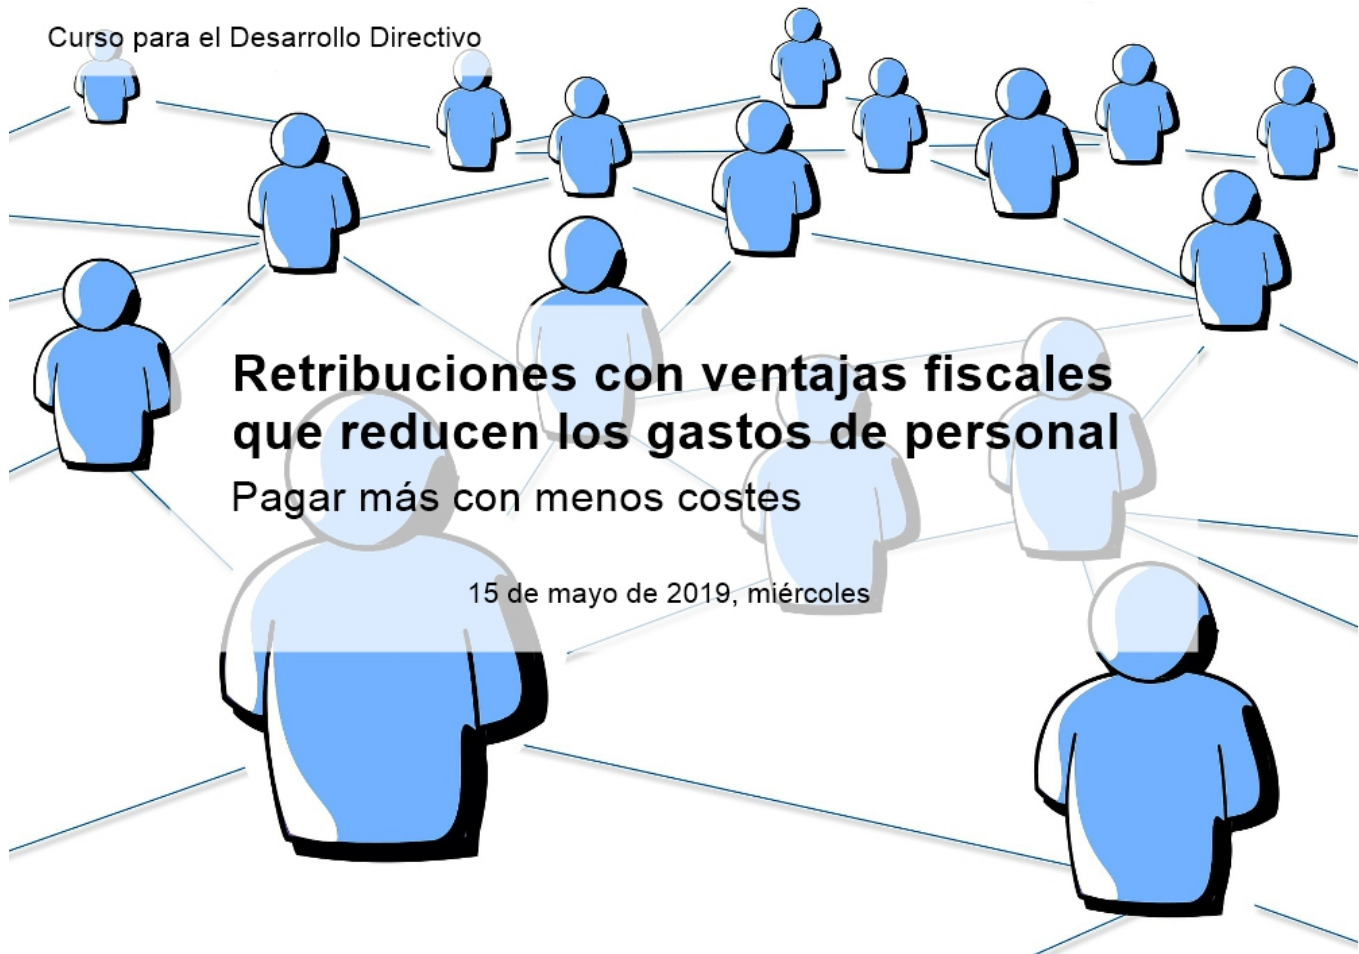 Curso para el Desarrollo Directivo
Retribuciones con ventajas fiscales
que reducen los gastos de personal
Pagar más con menos costes
15 de mayo de 2019, miércoles